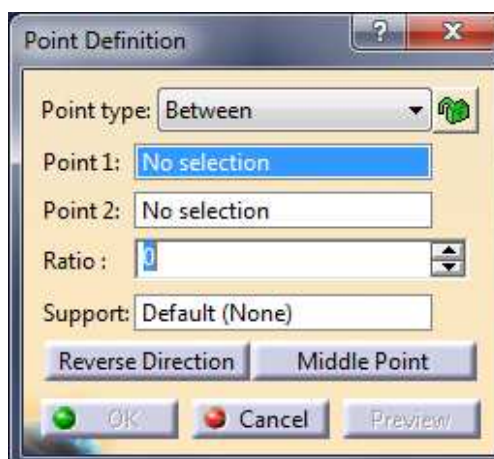 Point Definition ?
Point type: Between
Point 1: No selection
Point 2: No selection
Ratio : 0
Support: Default (None)
Reverse Direction Middle Point
OK Cancel Preview